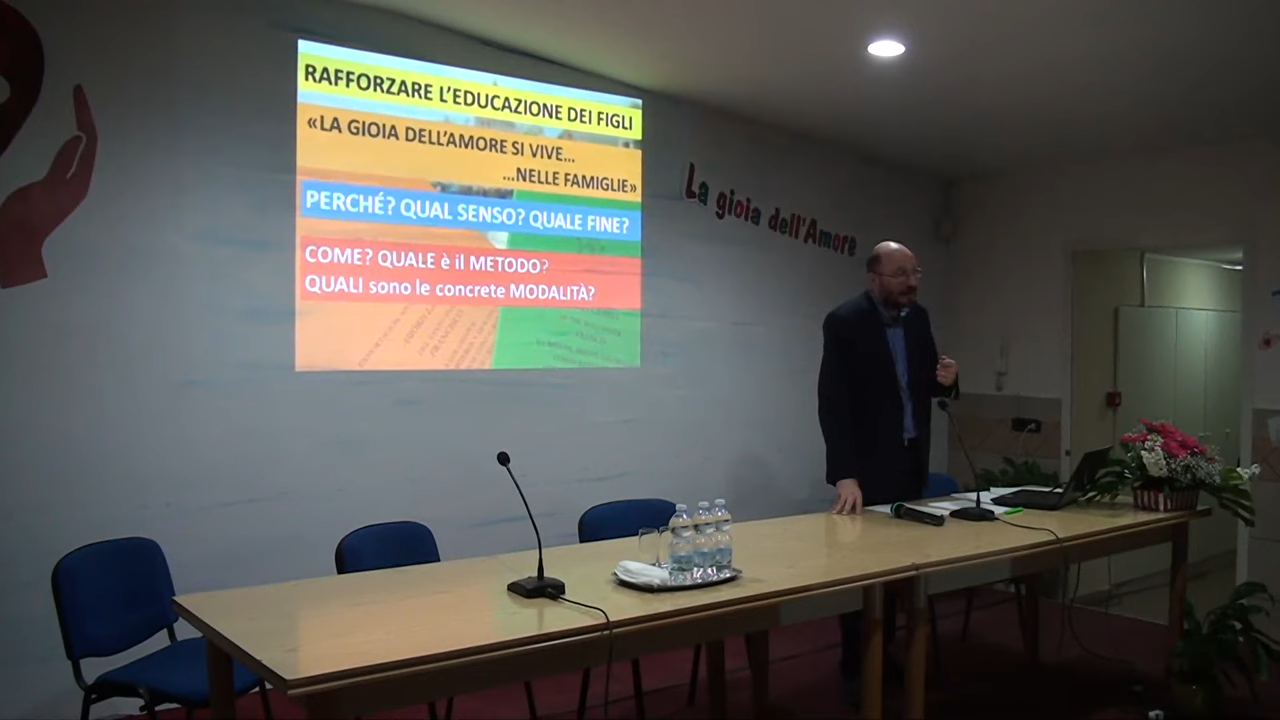 RAFFORZARE L'EDUCAZIONE DEI FIGLI
«LA GIOIA DELL'AMORE SI VIVE...
...NELLE FAMIGLIE»
PERCHÉ? QUAL SENSO? QUALE FINE?
COME? QUALE è il METODO?
QUALI sono le concrete MODALITÀ?
La gioia dell'Amore